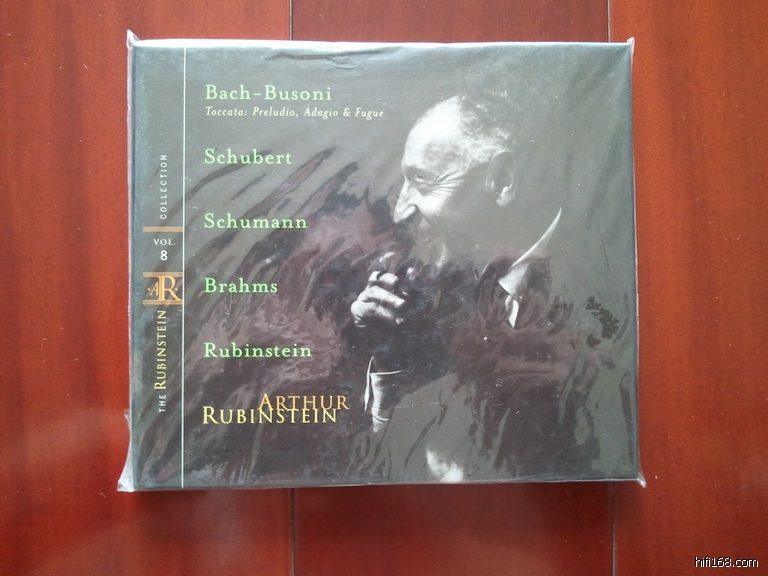 Bach-Busoni
Toccata: Preludio, Adagio & Fugue
Schubert
Schumann
Brahms
Rubinstein
ARTHUR
RUBINSTEIN
THE RUBINSTEIN COLLECTION
VOL.
8
AR
hifi168.com